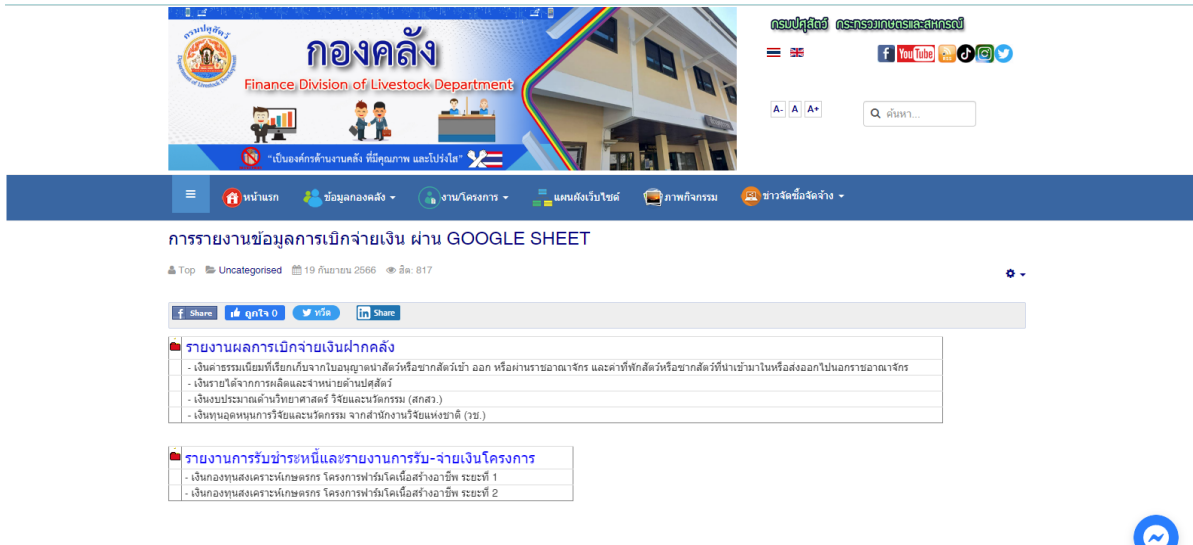 กรมปศุสัตว์
กองคลัง
Finance Division of Livestock Department
"เป็นองค์กรด้านงานคลัง ที่มีคุณภาพ และโปร่งใส"
กรมปศุสัตว์ กระทรวงเกษตรและสหกรณ์
f YouTube
A- A A+ ค้นหา...
หน้าแรก ข้อมูลกองคลัง งาน/โครงการ แผนผังเว็บไซต์ ภาพกิจกรรม ข่าวจัดซื้อจัดจ้าง
การรายงานข้อมูลการเบิกจ่ายเงิน ผ่าน GOOGLE SHEET
Top Uncategorised 19 กันยายน 2566 ฮิต: 817
f Share ถูกใจ 0 ทวีต in Share
รายงานผลการเบิกจ่ายเงินฝากคลัง
- เงินค่าธรรมเนียมที่เรียกเก็บจากใบอนุญาตนำสัตว์หรือซากสัตว์เข้า ออก หรือผ่านราชอาณาจักร และค่าที่พักสัตว์หรือซากสัตว์ที่นำเข้ามาในหรือส่งออกไปนอกราชอาณาจักร
- เงินรายได้จากการผลิตและจำหน่ายด้านปศุสัตว์
- เงินงบประมาณด้านวิทยาศาสตร์ วิจัยและนวัตกรรม (สกสว.)
- เงินทุนอุดหนุนการวิจัยและนวัตกรรม จากสำนักงานวิจัยแห่งชาติ (วช.)
รายงานการรับชำระหนี้และรายงานการรับ-จ่ายเงินโครงการ
- เงินกองทุนสงเคราะห์เกษตรกร โครงการฟาร์มโคเนื้อสร้างอาชีพ ระยะที่ 1
- เงินกองทุนสงเคราะห์เกษตรกร โครงการฟาร์มโคเนื้อสร้างอาชีพ ระยะที่ 2